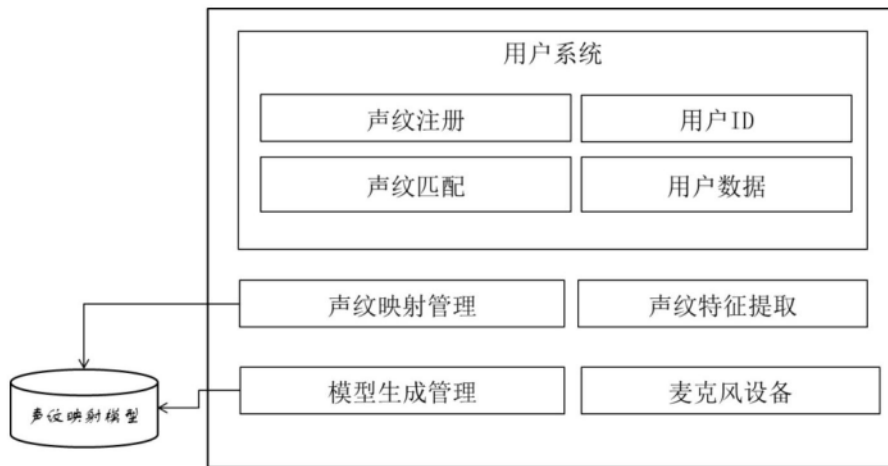 用户系统
声纹注册
用户ID
声纹匹配
用户数据
声纹映射管理
声纹特征提取
声纹映射模型
模型生成管理
麦克风设备